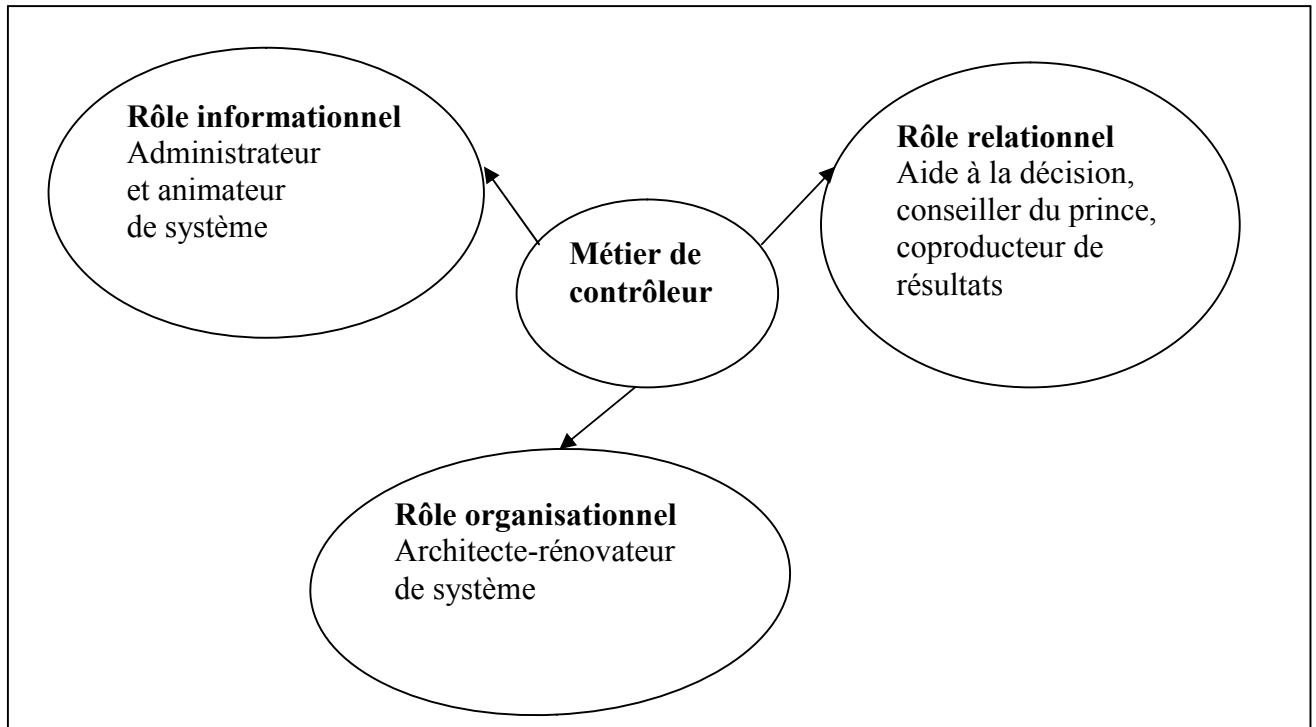 Rôle informationnel
Administrateur
et animateur
de système
Métier de
contrôleur
Rôle relationnel
Aide à la décision,
conseiller du prince,
coproducteur de
résultats
Rôle organisationnel
Architecte-rénovateur
de système